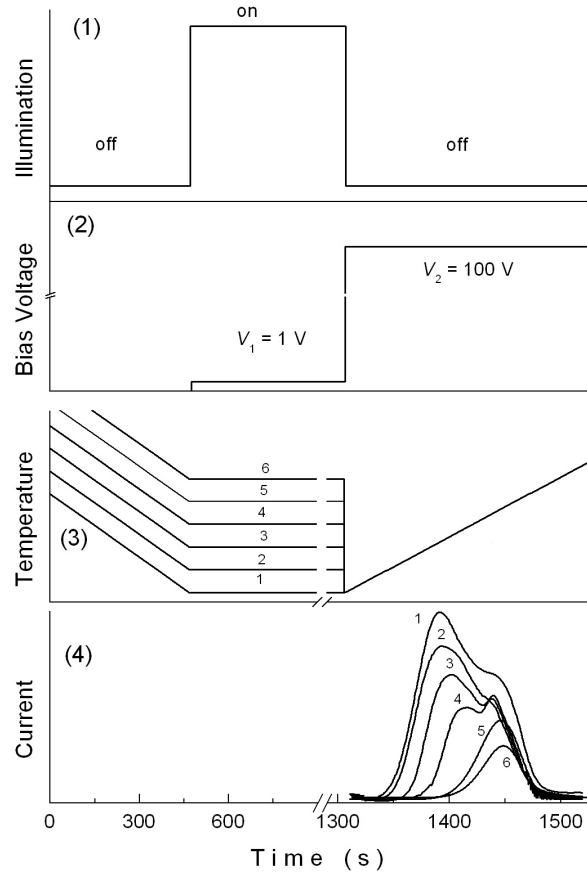 (1)
on
off
off
Illumination
(2)
V2 = 100 V
V1 = 1 V
Bias Voltage
6
5
4
3
2
1
(3)
Temperature
(4)
1
2
3
4
5
6
Current
0 300 600 1300 1400 1500
Time (s)